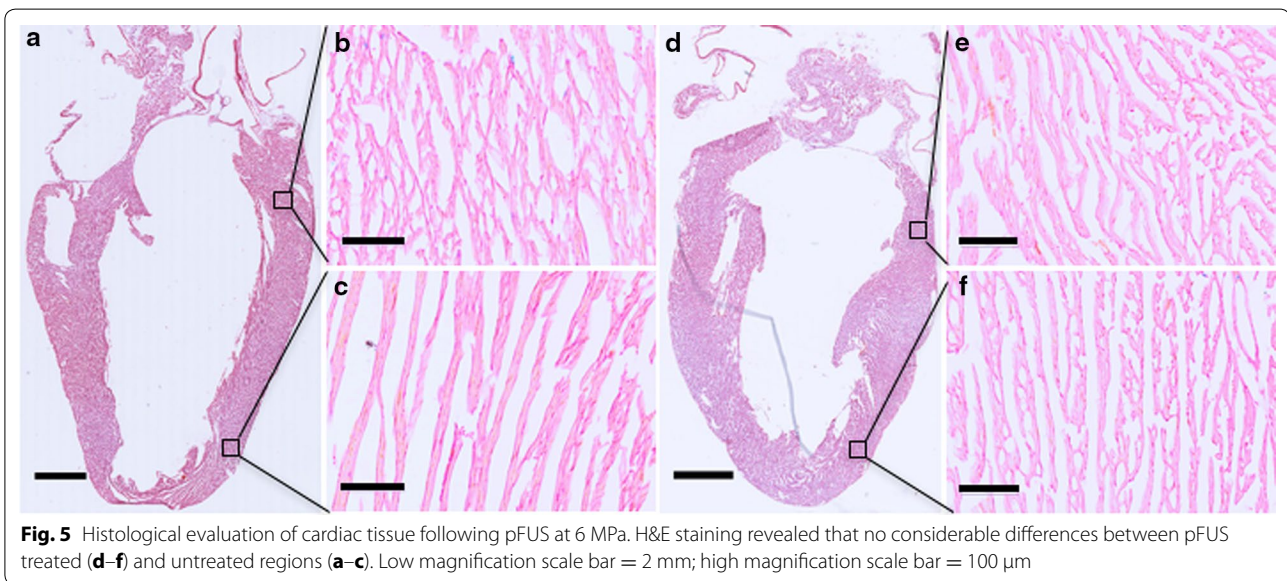 a
b
c
d
e
f
Fig. 5 Histological evaluation of cardiac tissue following pFUS at 6 MPa. H&E staining revealed that no considerable differences between pFUS
treated (d–f) and untreated regions (a–c). Low magnification scale bar = 2 mm; high magnification scale bar = 100 μm